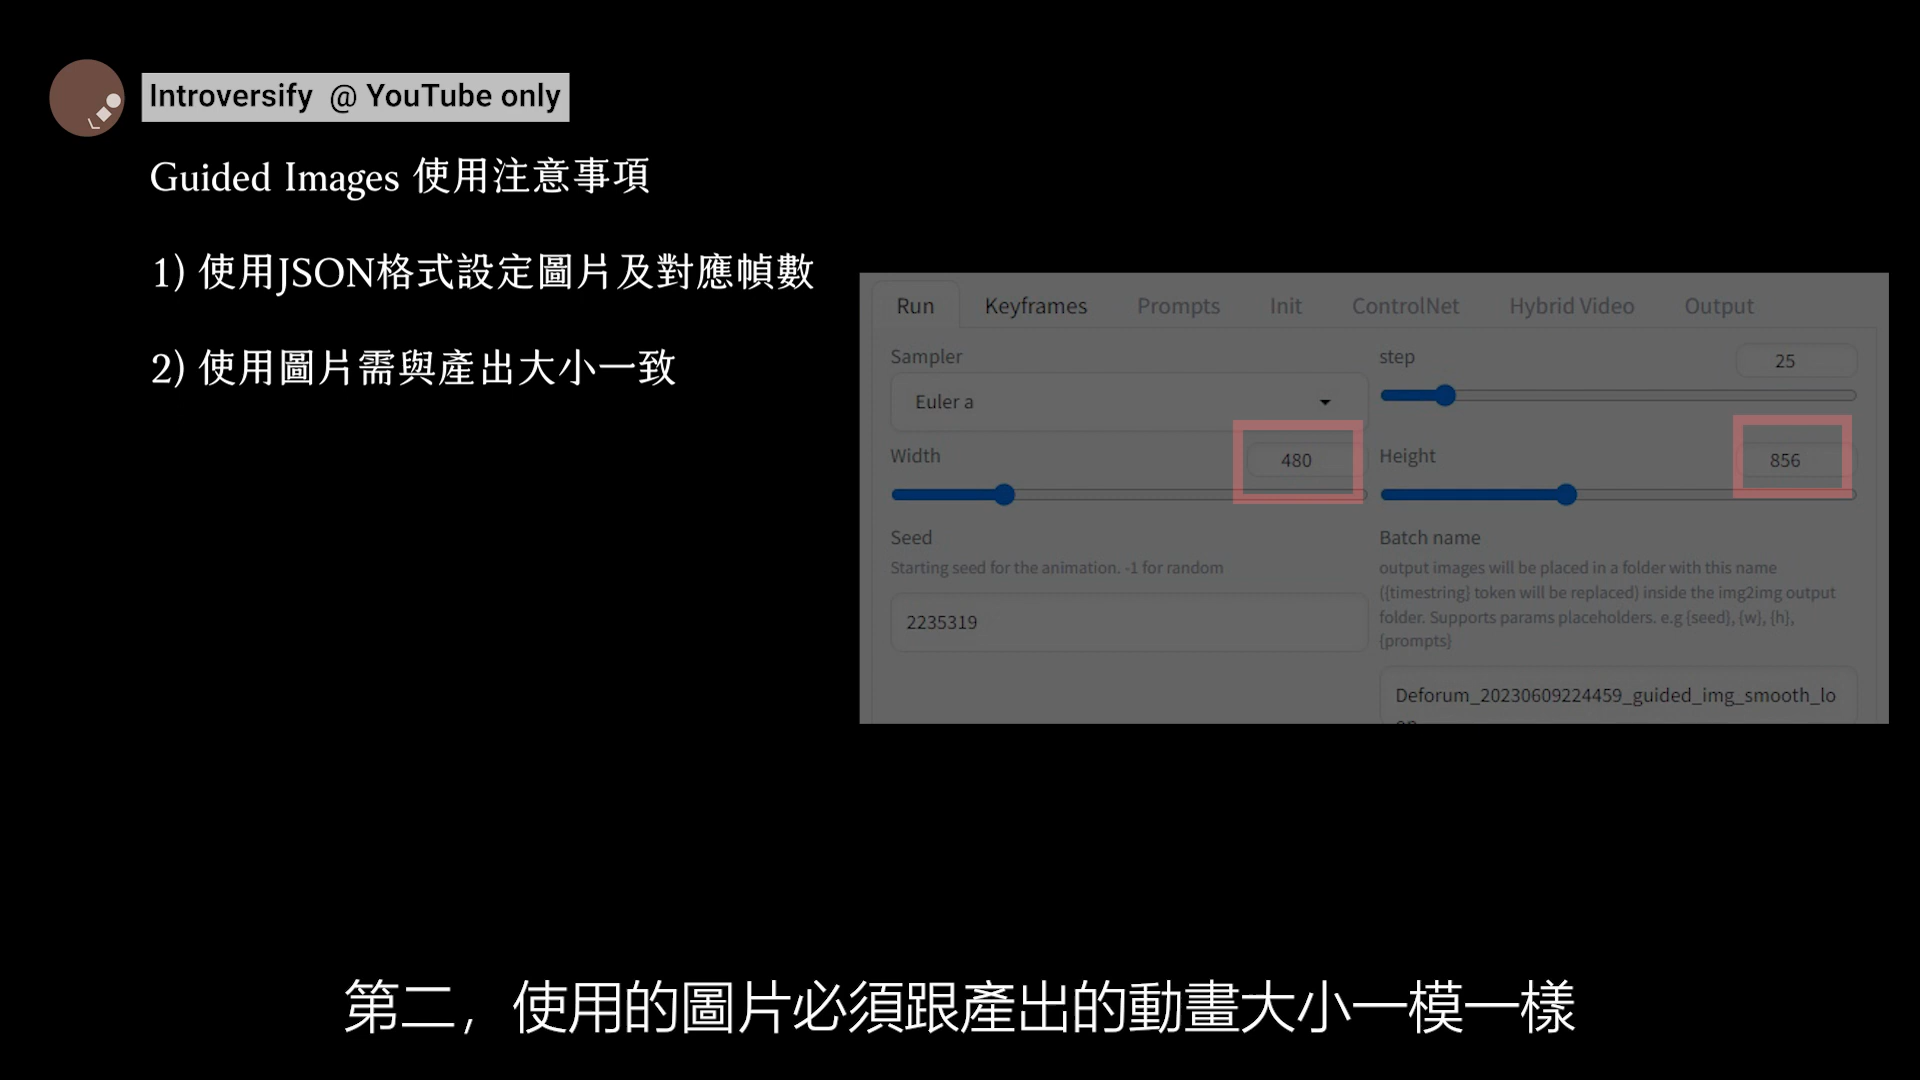 Introversify @ YouTube only
Guided Images 使用注意事項
1) 使用JSON格式設定圖片及對應幀數
2) 使用圖片需與產出大小一致
Run Keyframes Prompts Init ControlNet Hybrid Video Output
Sampler
Euler a
step
25
Width
480
Height
856
Seed
Starting seed for the animation. -1 for random
2235319
Batch name
output images will be placed in a folder with this name
({timestring} token will be replaced) inside the img2img output
folder. Supports params placeholders. e.g {seed}, {w}, {h},
{prompts}
Deforum_20230609224459_guided_img_smooth_lo
第二，使用的圖片必須跟產出的動畫大小一模一樣